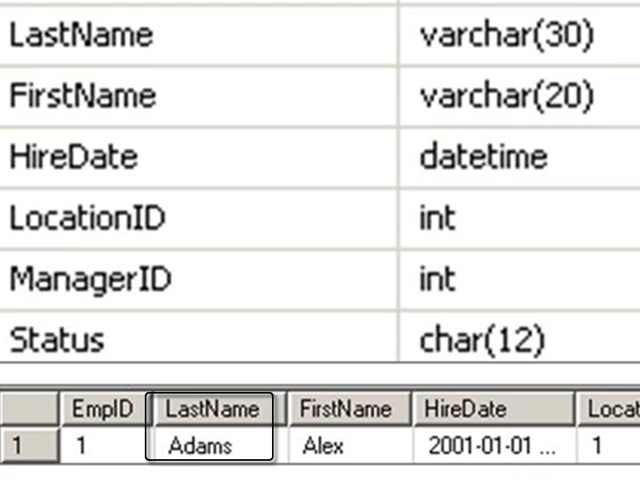 LastName varchar(30)
FirstName varchar(20)
HireDate datetime
LocationID int
ManagerID int
Status char(12)
EmpID LastName FirstName HireDate Locat
1 1 Adams Alex 2001-01-01 ... 1